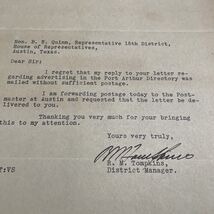 Hon. B. E. Quinn, Representative 15th District,
House of Representatives,
Austin, Texas.
Dear Sir:
I regret that my reply to your letter re-
garding advertising in the Port Arthur Directory was
mailed without sufficient postage.
I am forwarding postage today to the Post-
master at Austin and requested that the letter be de-
livered to you.
Thanking you very much for your bringing
this to my attention.
Yours very truly,
R. M. Tompkins,
District Manager.
T:VS